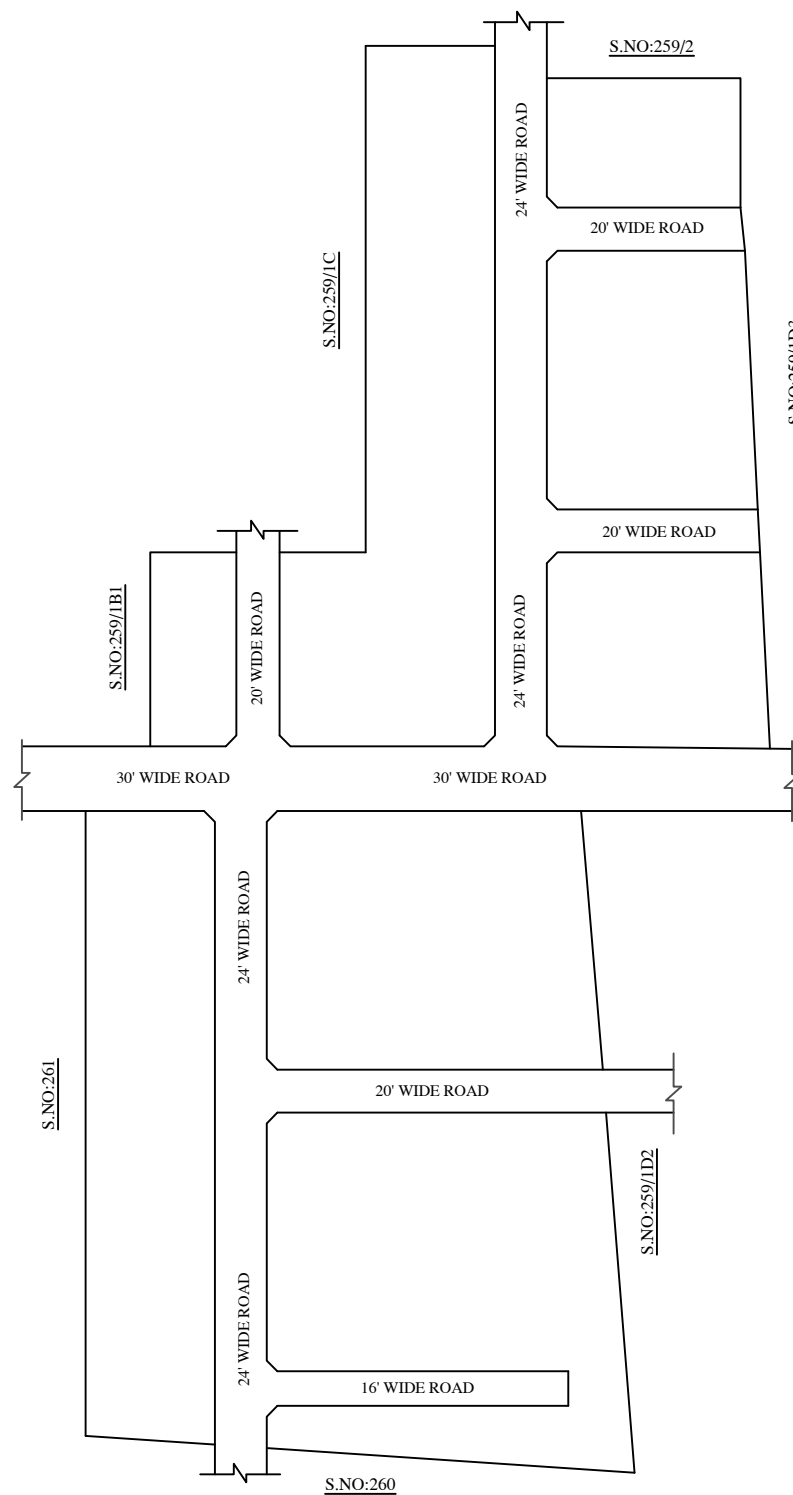 S.NO:259/2
24' WIDE ROAD
20' WIDE ROAD
S.NO:259/1C
20' WIDE ROAD
S.NO:259/1B1
20' WIDE ROAD
24' WIDE ROAD
30' WIDE ROAD
30' WIDE ROAD
24' WIDE ROAD
S.NO:261
20' WIDE ROAD
S.NO:259/1D2
24' WIDE ROAD
16' WIDE ROAD
S.NO:260